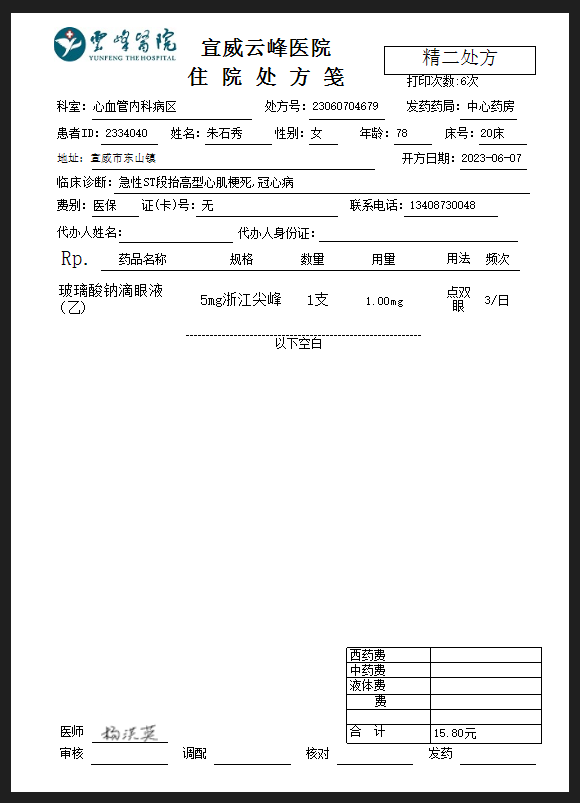 雲峰醫院
YUNFENG THE HOSPITAL
宣威云峰医院
住院处方笺
精二处方
打印次数:6次
科室: 心血管内科病区 处方号: 23060704679 发药药局: 中心药房
患者ID: 2334040 姓名: 朱石秀 性别: 女 年龄: 78 床号: 20床
地址: 宣威市东山镇 开方日期: 2023-06-07
临床诊断: 急性ST段抬高型心肌梗死,冠心病
费别: 医保 证(卡)号: 无 联系电话: 13408730048
代办人姓名: 代办人身份证:
Rp. 药品名称 规格 数量 用量 用法 频次
玻璃酸钠滴眼液
(乙)
5mg浙江尖峰 1支 1.00mg
点双
眼
3/日
以下空白
西药费
中药费
液体费
费
合 计 15.80元
医师
审核 调配 核对 发药